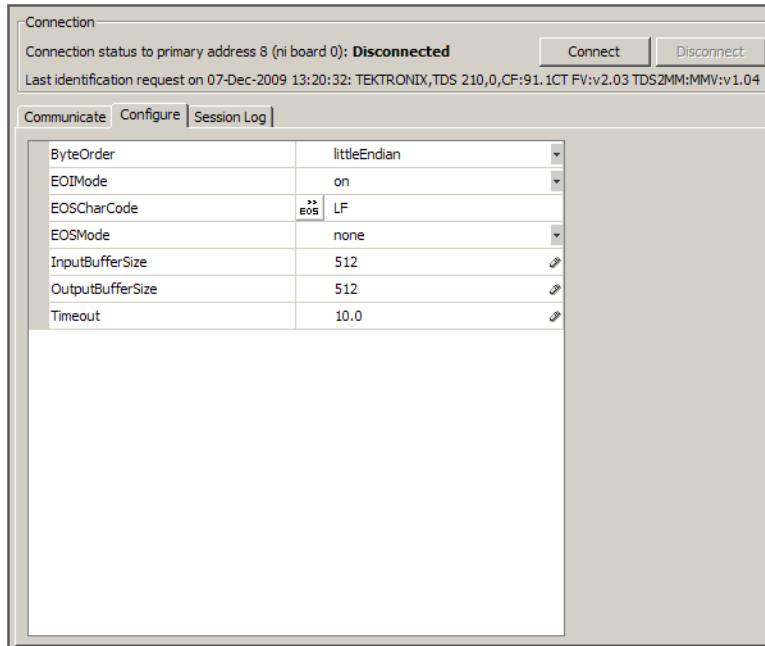 Connection
Connection status to primary address 8 (ni board 0): Disconnected Connect Disconnect
Last identification request on 07-Dec-2009 13:20:32: TEKTRONIX,TDS 210,0,CF:91.1CT FV:v2.03 TDS2MM:MMV:v1.04
Communicate Configure Session Log
ByteOrder littleEndian
EOIMode on
EOSCharCode >> EOS LF
EOSMode none
InputBufferSize 512
OutputBufferSize 512
Timeout 10.0